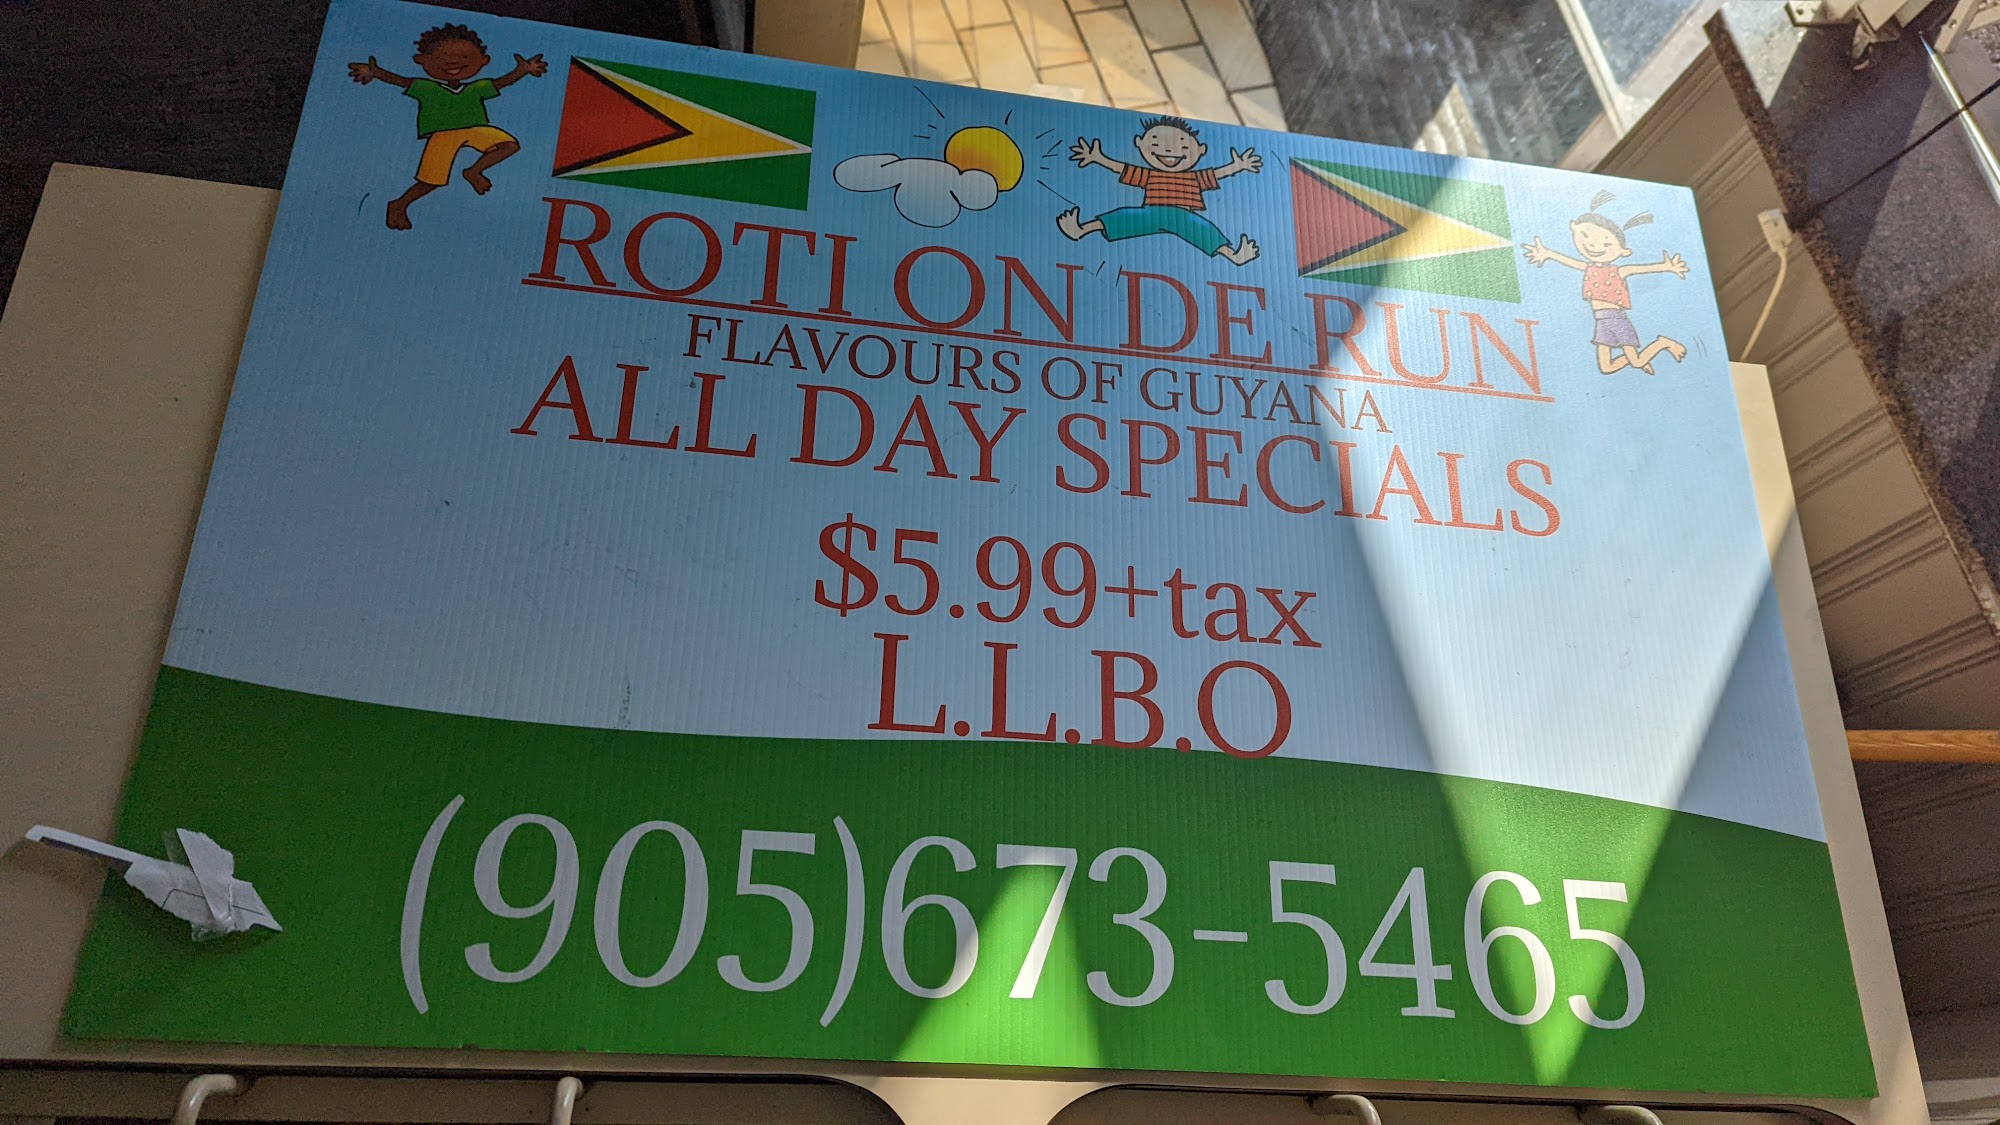 ROTI ON DE RUN
FLAVOURS OF GUYANA
ALL DAY SPECIALS
$5.99+tax
L.L.B.O
(905)673-5465